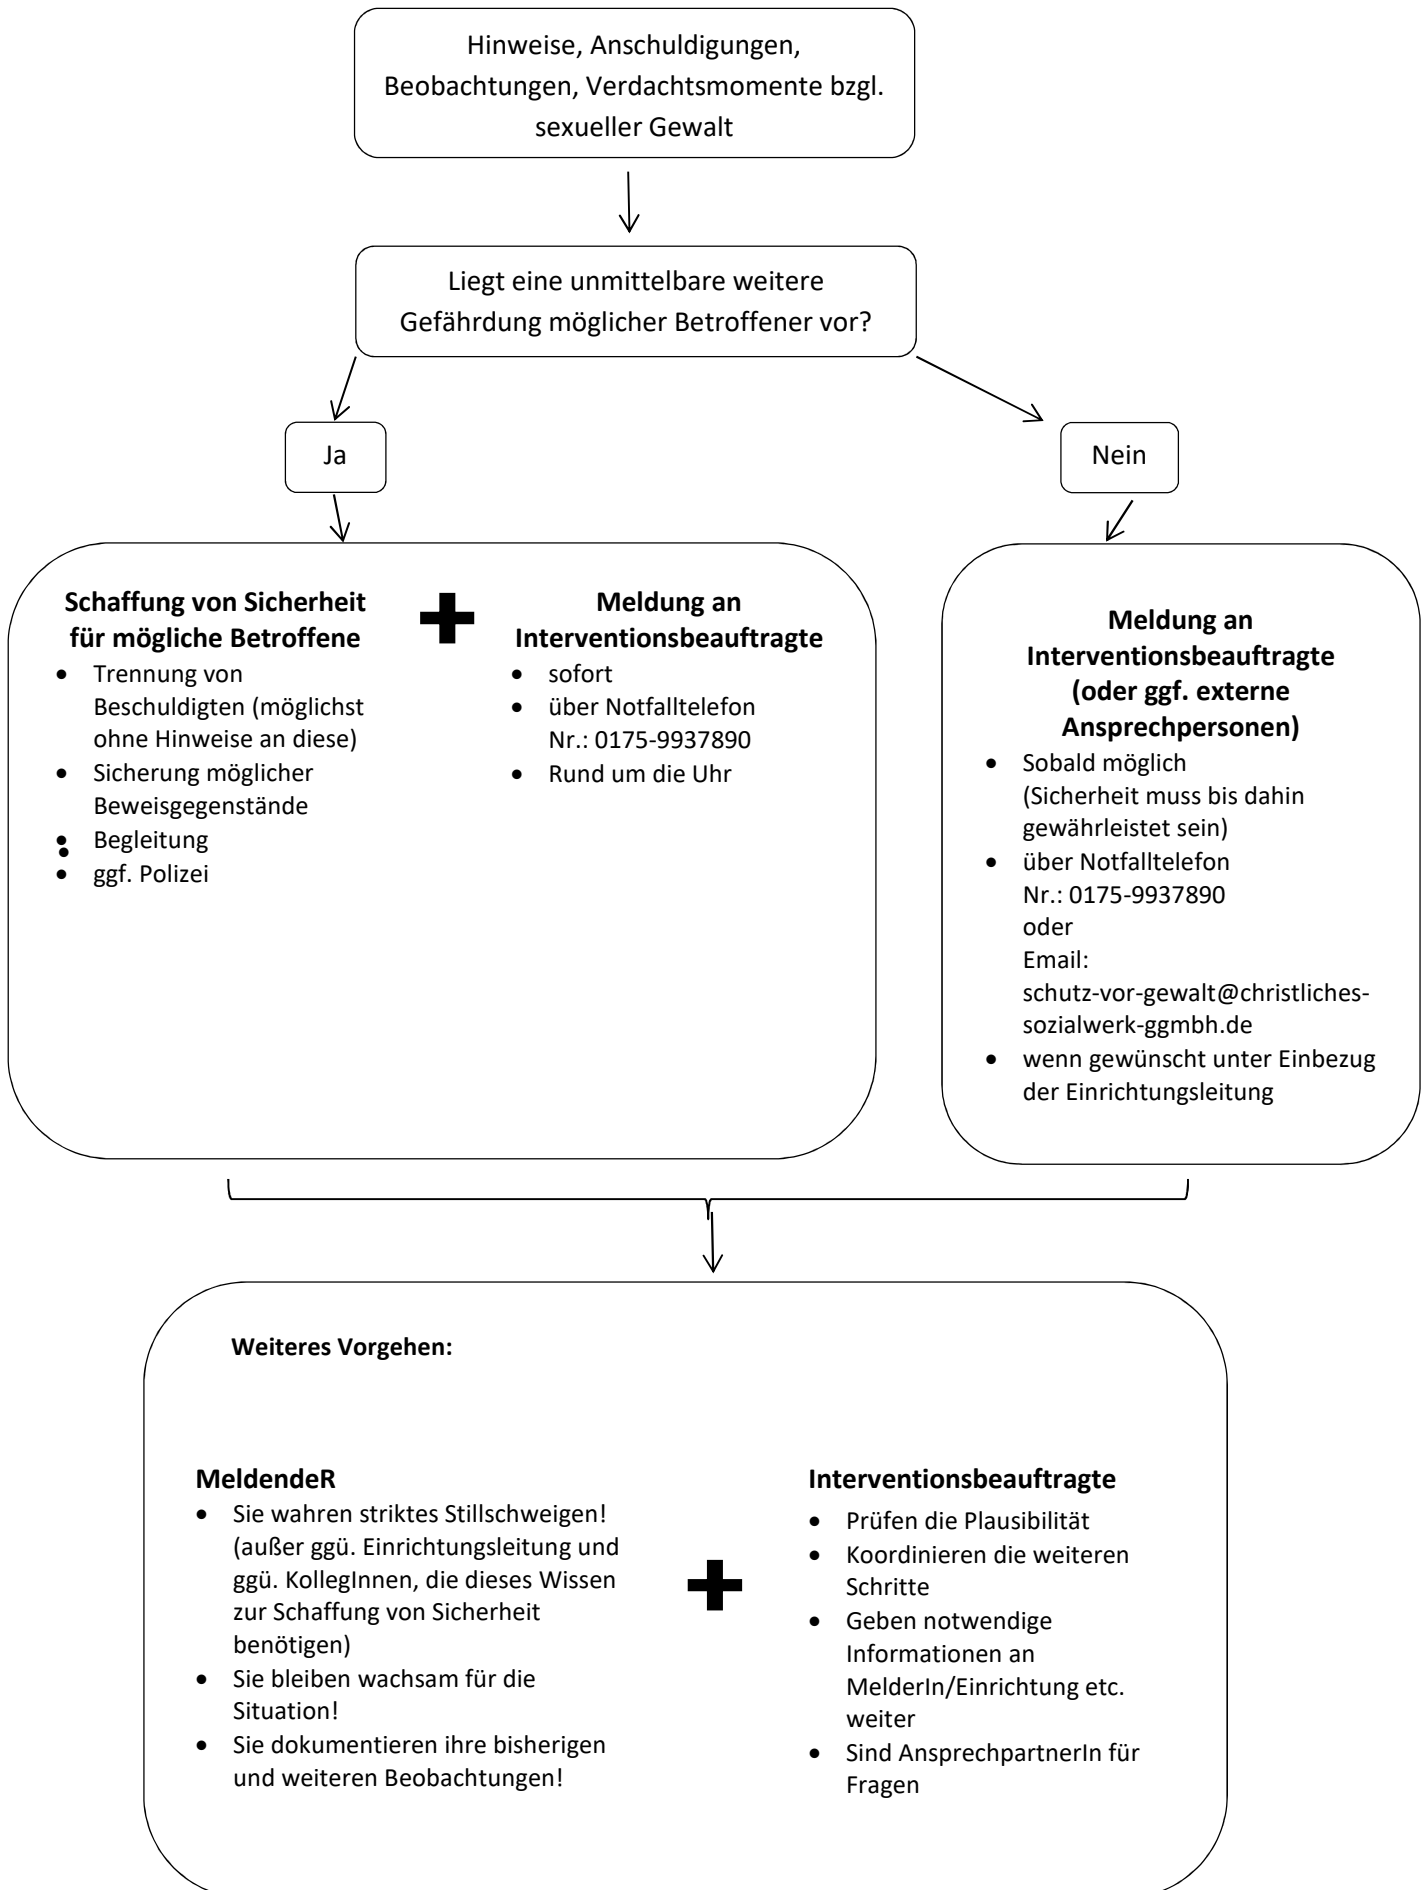 Hinweise, Anschuldigungen,
Beobachtungen, Verdachtsmomente bzgl.
sexueller Gewalt
Liegt eine unmittelbare weitere
Gefährdung möglicher Betroffener vor?
Ja
Nein
Schaffung von Sicherheit
für mögliche Betroffene
• Trennung von
Beschuldigten (möglichst
ohne Hinweise an diese)
• Sicherung möglicher
Beweisgegenstände
• Begleitung
•
• ggf. Polizei
Meldung an
Interventionsbeauftragte
• sofort
• über Notfalltelefon
Nr.: 0175-9937890
• Rund um die Uhr
Meldung an
Interventionsbeauftragte
(oder ggf. externe
Ansprechpersonen)
• Sobald möglich
(Sicherheit muss bis dahin
gewährleistet sein)
• über Notfalltelefon
Nr.: 0175-9937890
oder
Email:
schutz-vor-gewalt@christliches-
sozialwerk-ggmbh.de
• wenn gewünscht unter Einbezug
der Einrichtungsleitung
Weiteres Vorgehen:
MeldendeR
• Sie wahren striktes Stillschweigen!
(außer ggü. Einrichtungsleitung und
ggü. KollegInnen, die dieses Wissen
zur Schaffung von Sicherheit
benötigen)
• Sie bleiben wachsam für die
Situation!
• Sie dokumentieren ihre bisherigen
und weiteren Beobachtungen!
Interventionsbeauftragte
• Prüfen die Plausibilität
• Koordinieren die weiteren
Schritte
• Geben notwendige
Informationen an
MelderIn/Einrichtung etc.
weiter
• Sind AnsprechpartnerIn für
Fragen